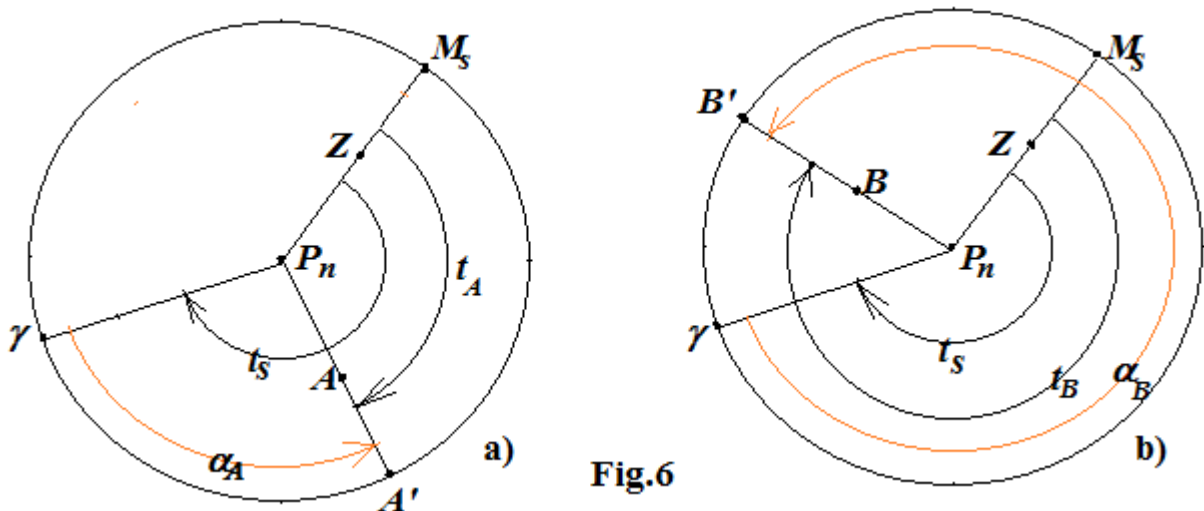 M_s
Z
P_n
t_A
γ
t_S
A
α_A
A'
a)
M_s
B'
Z
B
P_n
γ
t_S
t_B
α_B
b)
Fig.6